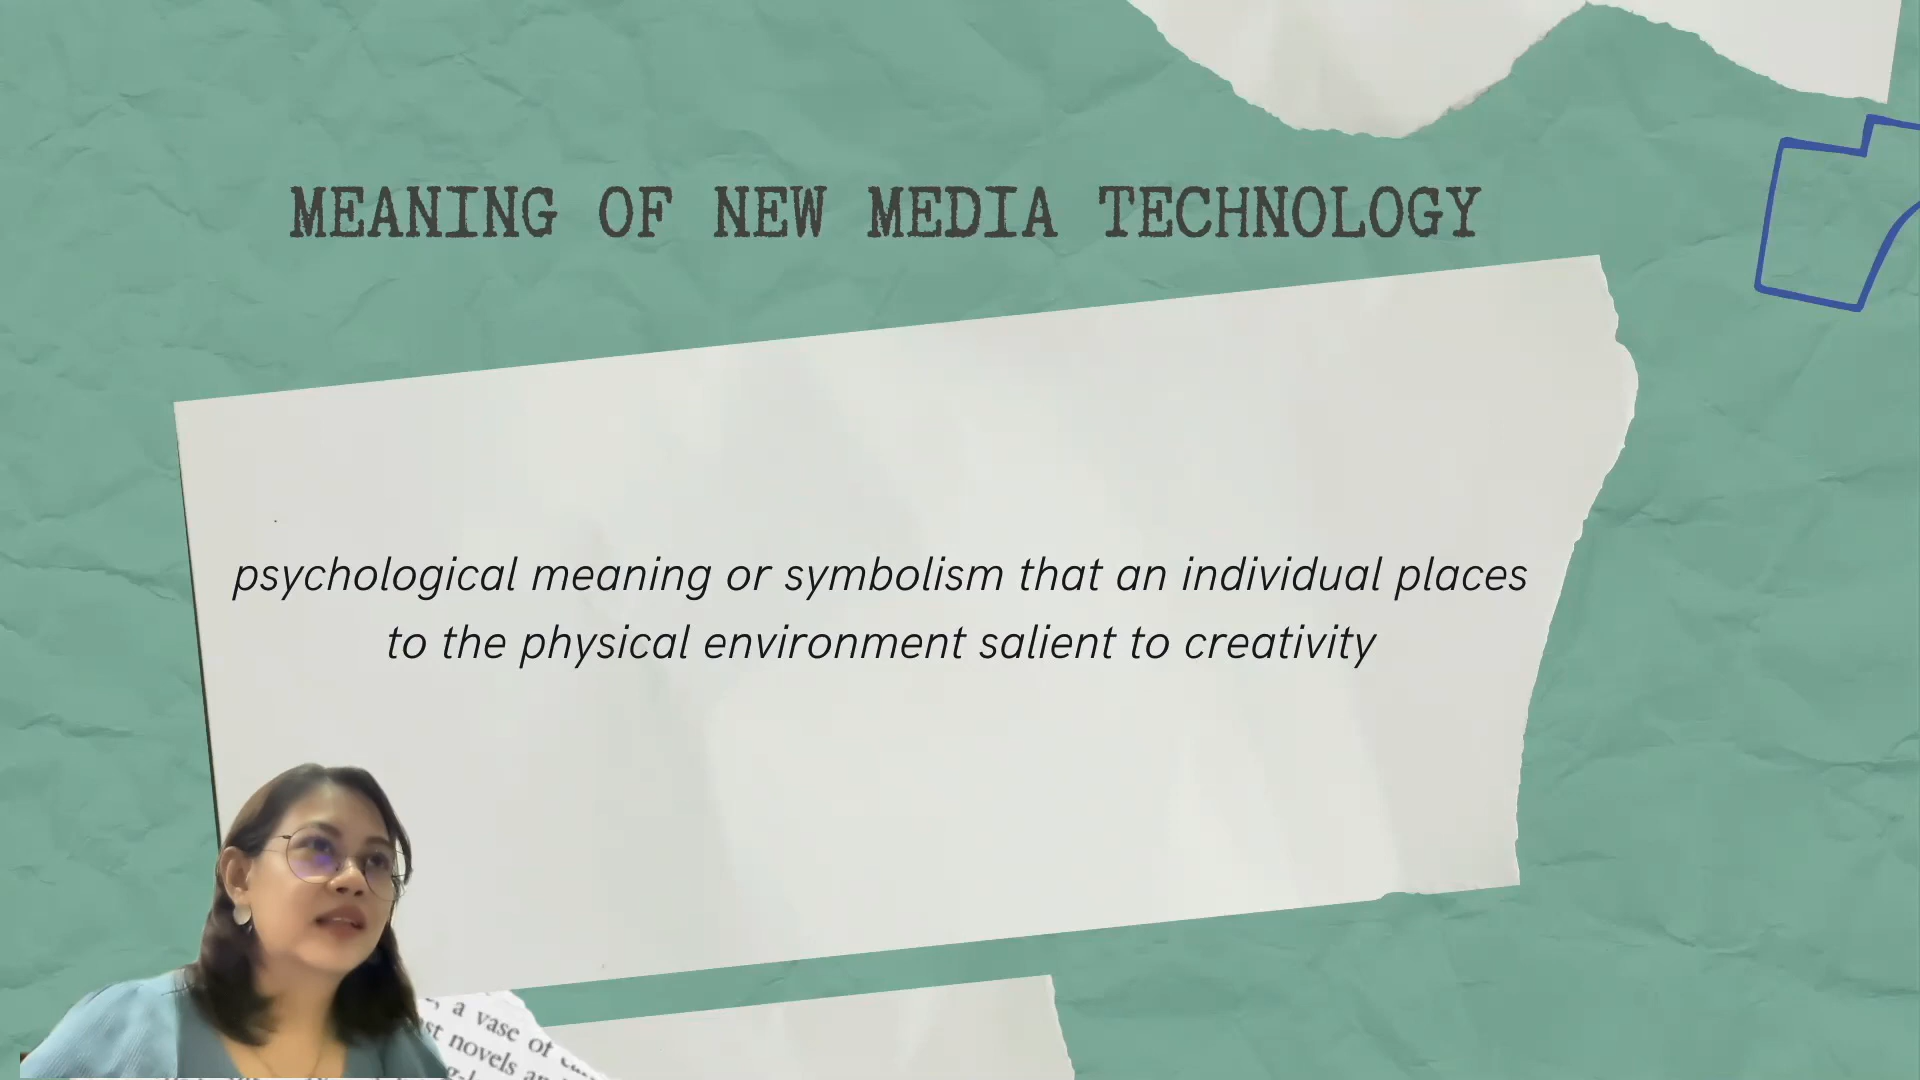 MEANING OF NEW MEDIA TECHNOLOGY
psychological meaning or symbolism that an individual places
to the physical environment salient to creativity
a vase of
novels